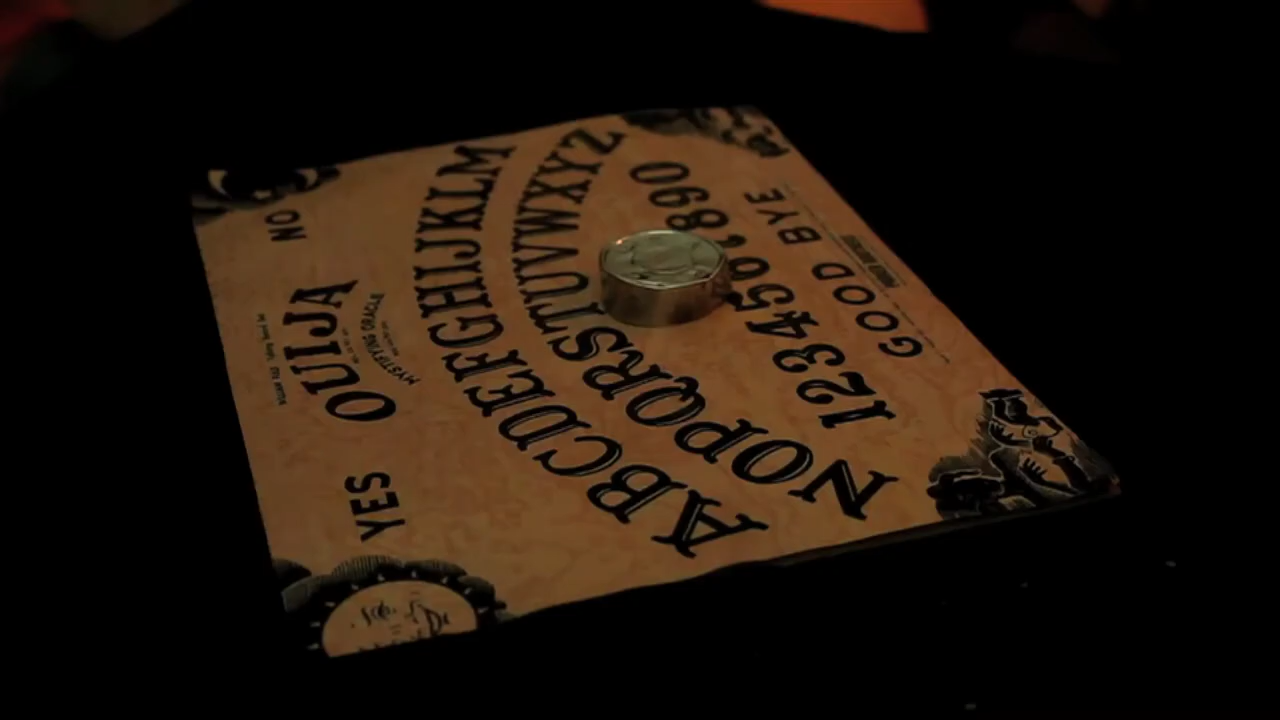 YES OUIJA NO
MYSTIFYING ORACLE
ABCDEFGHIJKLM
NOPQRSTUVWXYZ
1234567890
GOOD BYE